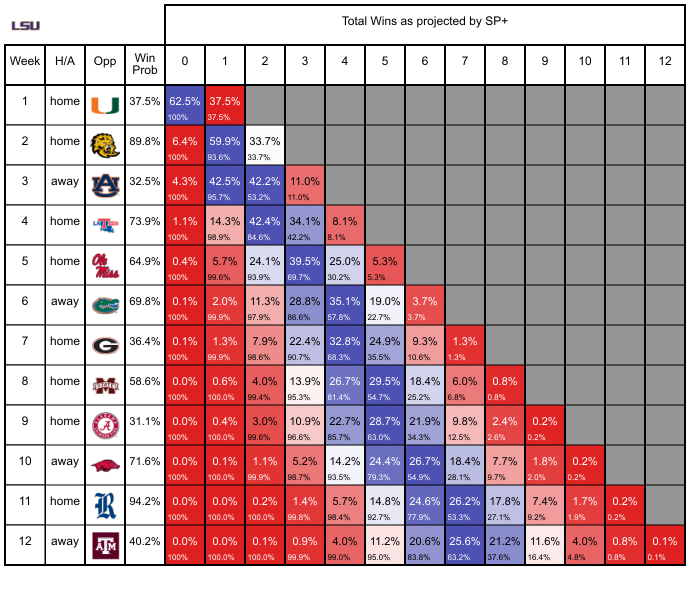 LSU
Total Wins as projected by SP+
Week H/A Opp Win Prob 0 1 2 3 4 5 6 7 8 9 10 11 12
1 home U 37.5% 62.5% 37.5%
100% 37.5%
2 home 89.8% 6.4% 59.9% 33.7%
100% 93.6% 33.7%
3 away AU 32.5% 4.3% 42.5% 42.2% 11.0%
100% 95.7% 53.2% 11.0%
4 home LA TECH 73.9% 1.1% 14.3% 42.4% 34.1% 8.1%
100% 98.9% 84.6% 42.2% 8.1%
5 home Ole Miss 64.9% 0.4% 5.7% 24.1% 39.5% 25.0% 5.3%
100% 99.6% 93.9% 69.7% 30.2% 5.3%
6 away Gators 69.8% 0.1% 2.0% 11.3% 28.8% 35.1% 19.0% 3.7%
100% 99.9% 97.9% 86.6% 57.8% 22.7% 3.7%
7 home G 36.4% 0.1% 1.3% 7.9% 22.4% 32.8% 24.9% 9.3% 1.3%
100% 99.9% 98.6% 90.7% 68.3% 35.5% 10.6% 1.3%
8 home M STATE 58.6% 0.0% 0.6% 4.0% 13.9% 26.7% 29.5% 18.4% 6.0% 0.8%
100% 100.0% 99.4% 95.3% 81.4% 54.7% 25.2% 6.8% 0.8%
9 home A 31.1% 0.0% 0.4% 3.0% 10.9% 22.7% 28.7% 21.9% 9.8% 2.4% 0.2%
100% 100.0% 99.6% 96.6% 85.7% 63.0% 34.3% 12.5% 2.6% 0.2%
10 away 71.6% 0.0% 0.1% 1.1% 5.2% 14.2% 24.4% 26.7% 18.4% 7.7% 1.8% 0.2%
100% 100.0% 99.9% 98.7% 93.5% 79.3% 54.9% 28.1% 9.7% 2.0% 0.2%
11 home R 94.2% 0.0% 0.0% 0.2% 1.4% 5.7% 14.8% 24.6% 26.2% 17.8% 7.4% 1.7% 0.2%
100% 100.0% 100.0% 99.8% 98.4% 92.7% 77.9% 53.3% 27.1% 9.2% 1.9% 0.2%
12 away ATM 40.2% 0.0% 0.0% 0.1% 0.9% 4.0% 11.2% 20.6% 25.6% 21.2% 11.6% 4.0% 0.8% 0.1%
100% 100.0% 100.0% 99.9% 99.0% 95.0% 83.8% 63.2% 37.6% 16.4% 4.8% 0.8% 0.1%